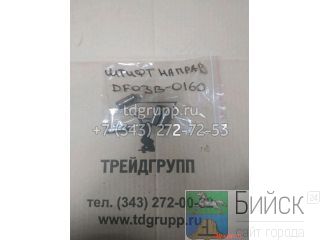 ШТИФТ НАПРАВ
DF03B-0160
tdgrupp.ru
+7 (343) 272-72-53
ТРЕЙДГРУПП
тел. (343) 272-00-
www.tdgrupp.ru
БИЙСК 24
сайт города